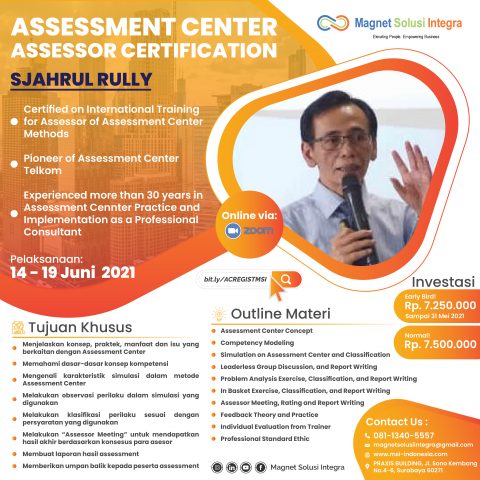 ASSESSMENT CENTER
ASSESSOR CERTIFICATION
Magnet Solusi Integra
Elevating People. Empowering Business
SJAHRUL RULLY
Certified on International Training
for Assessor of Assessment Center
Methods
Pioneer of Assessment Center
Telkom
Experienced more than 30 years in
Assessment Cennter Practice and
Implementation as a Professional
Consultant
Pelaksanaan:
14 - 19 Juni 2021
Online via:
zoom
bit.ly/ACREGISTMSI
Investasi
Early Bird!
Rp. 7.250.000
Sampai 31 Mei 2021
Normal!
Rp. 7.500.000
Tujuan Khusus
Menjelaskan konsep, praktek, manfaat dan isu yang
berkaitan dengan Assessment Center
Memahami dasar-dasar konsep kompetensi
Mengenali karakteristik simulasi dalam metode
Assessment Center
Melakukan observasi perilaku dalam simulasi yang
digunakan
Melakukan klasifikasi perilaku sesuai dengan
persyaratan yang digunakan
Melakukan "Assessor Meeting" untuk mendapatkan
hasil akhir berdasarkan konsesus para asesor
Membuat laporan hasil assessment
Memberikan umpan balik kepada peserta assessment
Outline Materi
Assessment Center Concept
Competency Modeling
Simulation on Assessment Center and Classification
Leaderless Group Discussion, and Report Writing
Problem Analysis Exercise, Classification, and Report Writing
In Basket Exercise, Classification, and Report Writing
Assessor Meeting, Rating and Report Writing
Feedback Theory and Practice
Individual Evaluation from Trainer
Professional Standard Ethic
Magnet Solusi Integra
Contact Us :
081-1340-5557
magnetsolusiintegra@gmail.com
www.msi-indonesia.com
PRAXIS BUILDING, Jl. Sono Kembang
No.4-6, Surabaya 60271